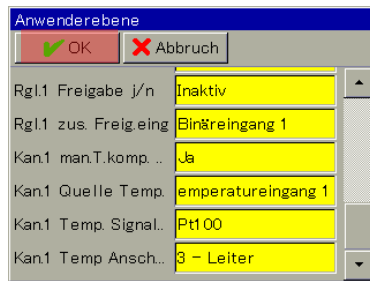 Anwenderebene
OK Abbruch
Rgl.1 Freigabe j/n Inaktiv
Rgl.1 zus. Freig.eing Binäreingang 1
Kan.1 man.T.komp. .. Ja
Kan.1 Quelle Temp. emperatureingang 1
Kan.1 Temp. Signal.. Pt100
Kan.1 Temp Ansch... 3 - Leiter